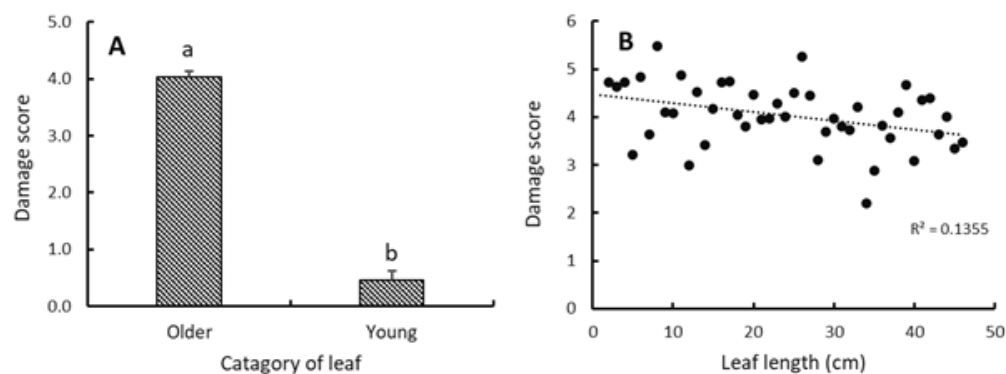 A
a
b
5.0
4.0
3.0
2.0
1.0
0.0
Damage score
Older Young
Catagory of leaf
B
6
5
4
3
2
1
0
Damage score
R² = 0.1355
0 10 20 30 40 50
Leaf length (cm)